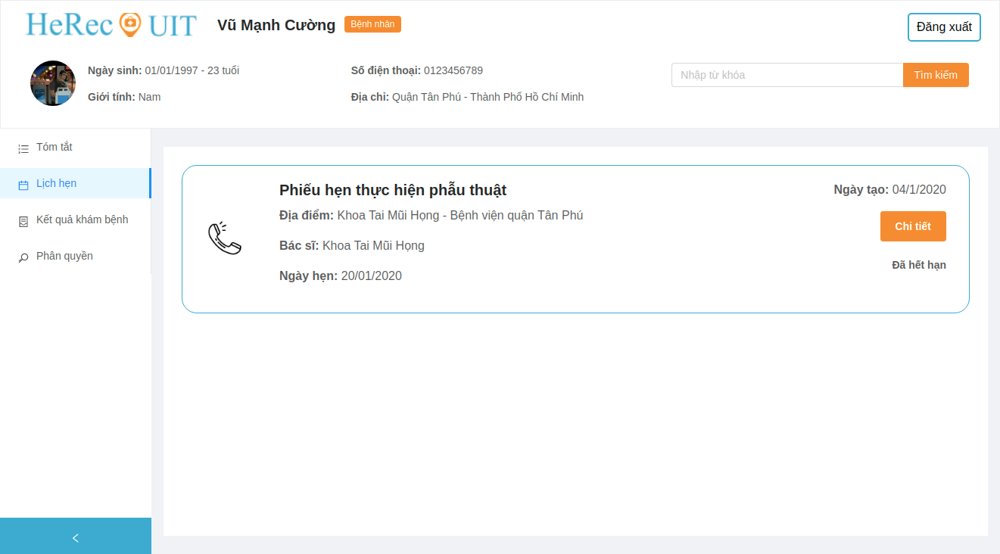 HeRec UIT
Vũ Mạnh Cường Bệnh nhân
Đăng xuất
Ngày sinh: 01/01/1997 - 23 tuổi
Số điện thoại: 0123456789
Nhập từ khóa
Tìm kiếm
Giới tính: Nam
Địa chỉ: Quận Tân Phú - Thành Phố Hồ Chí Minh
Tóm tắt
Lịch hẹn
Kết quả khám bệnh
Phân quyền
Phiếu hẹn thực hiện phẫu thuật
Địa điểm: Khoa Tai Mũi Họng - Bệnh viện quận Tân Phú
Bác sĩ: Khoa Tai Mũi Họng
Ngày hẹn: 20/01/2020
Ngày tạo: 04/1/2020
Chi tiết
Đã hết hạn